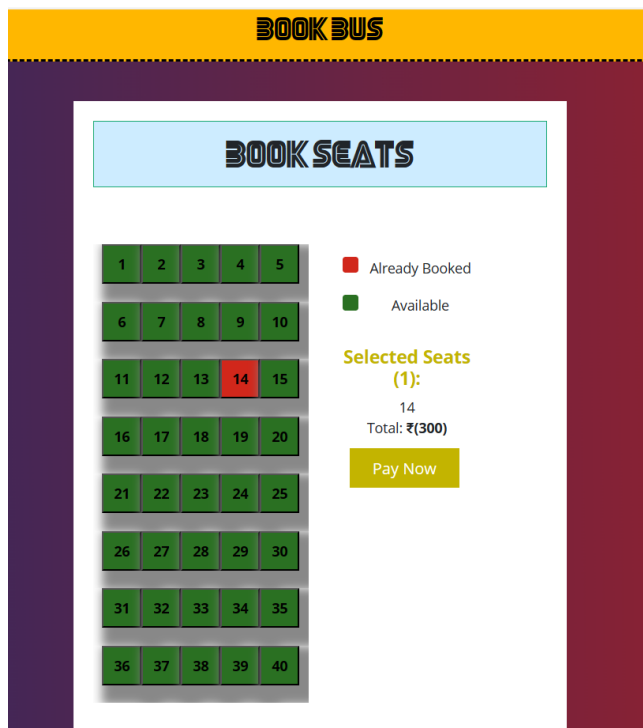 BOOK BUS
BOOK SEATS
1 2 3 4 5
6 7 8 9 10
11 12 13 14 15
16 17 18 19 20
21 22 23 24 25
26 27 28 29 30
31 32 33 34 35
36 37 38 39 40
Already Booked
Available
Selected Seats
(1):
14
Total: ₹(300)
Pay Now